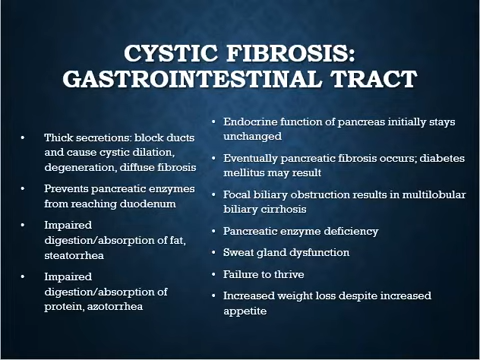 CYSTIC FIBROSIS:
GASTROINTESTINAL TRACT
• Thick secretions: block ducts
and cause cystic dilation,
degeneration, diffuse fibrosis
• Prevents pancreatic enzymes
from reaching duodenum
• Impaired
digestion/absorption of fat,
steatorrhea
• Impaired
digestion/absorption of
protein, azotorrhea
• Endocrine function of pancreas initially stays
unchanged
• Eventually pancreatic fibrosis occurs; diabetes
mellitus may result
• Focal biliary obstruction results in multilobular
biliary cirrhosis
• Pancreatic enzyme deficiency
• Sweat gland dysfunction
• Failure to thrive
• Increased weight loss despite increased
appetite